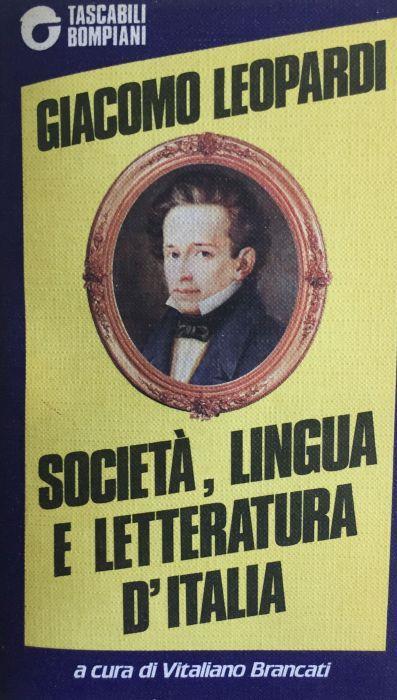 TASCABILI
BOMPIANI
GIACOMO LEOPARDI
SOCIETÀ, LINGUA
E LETTERATURA
D'ITALIA
a cura di Vitaliano Brancati